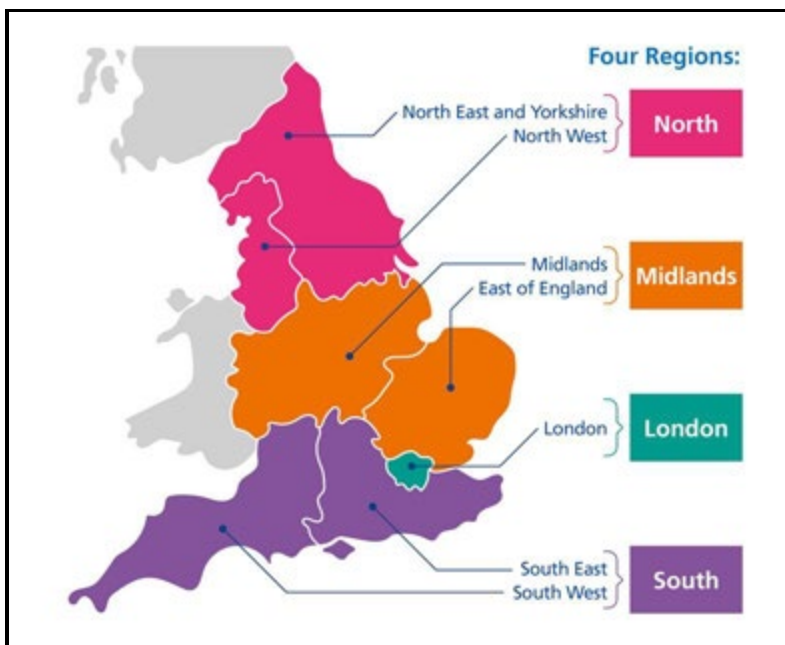 Four Regions:
North East and Yorkshire
North West
North
Midlands
East of England
Midlands
London
London
South East
South West
South